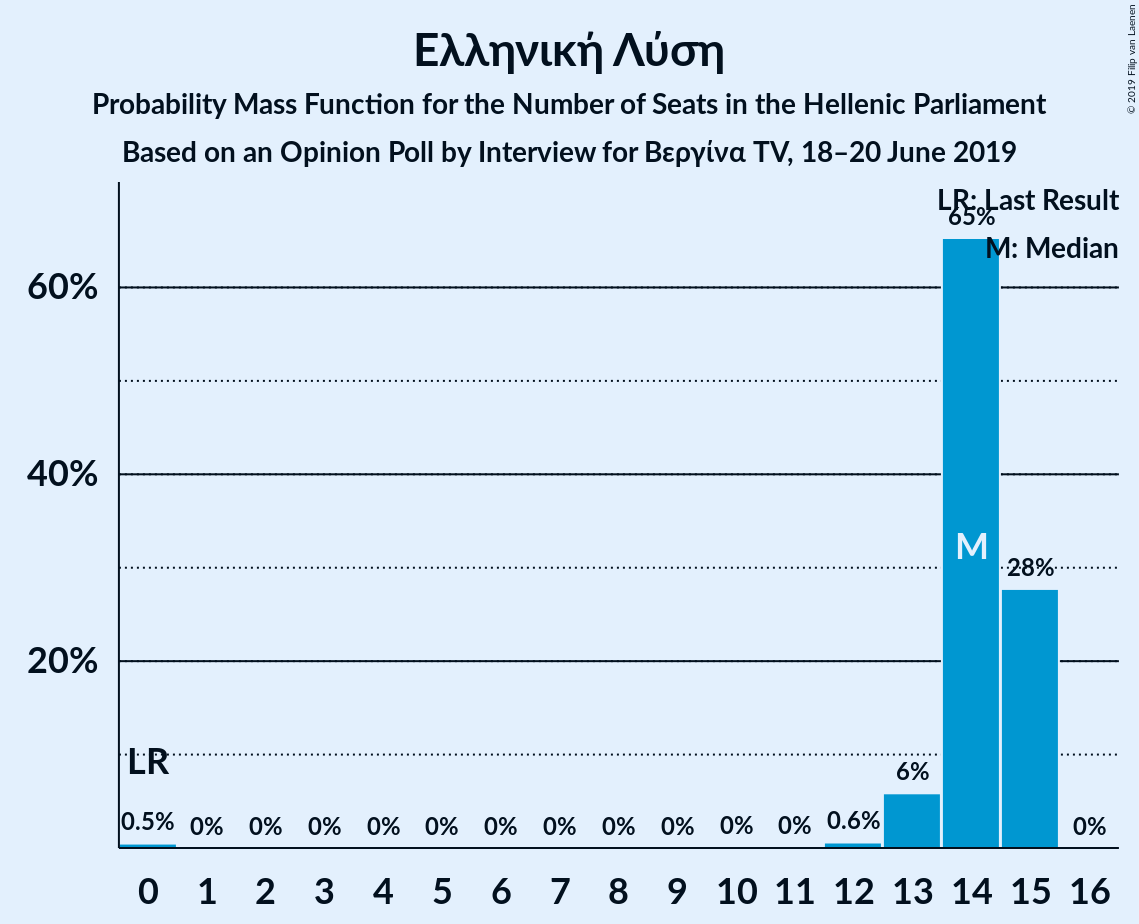 Ελληνική Λύση
Probability Mass Function for the Number of Seats in the Hellenic Parliament
Based on an Opinion Poll by Interview for Βεργίνα TV, 18–20 June 2019
© 2019 Filip van Laenen
LR: Last Result
65%
M: Median
60%
40%
M
28%
20%
LR
6%
0.5% 0% 0% 0% 0% 0% 0% 0% 0% 0% 0% 0% 0.6% 0%
0 1 2 3 4 5 6 7 8 9 10 11 12 13 14 15 16